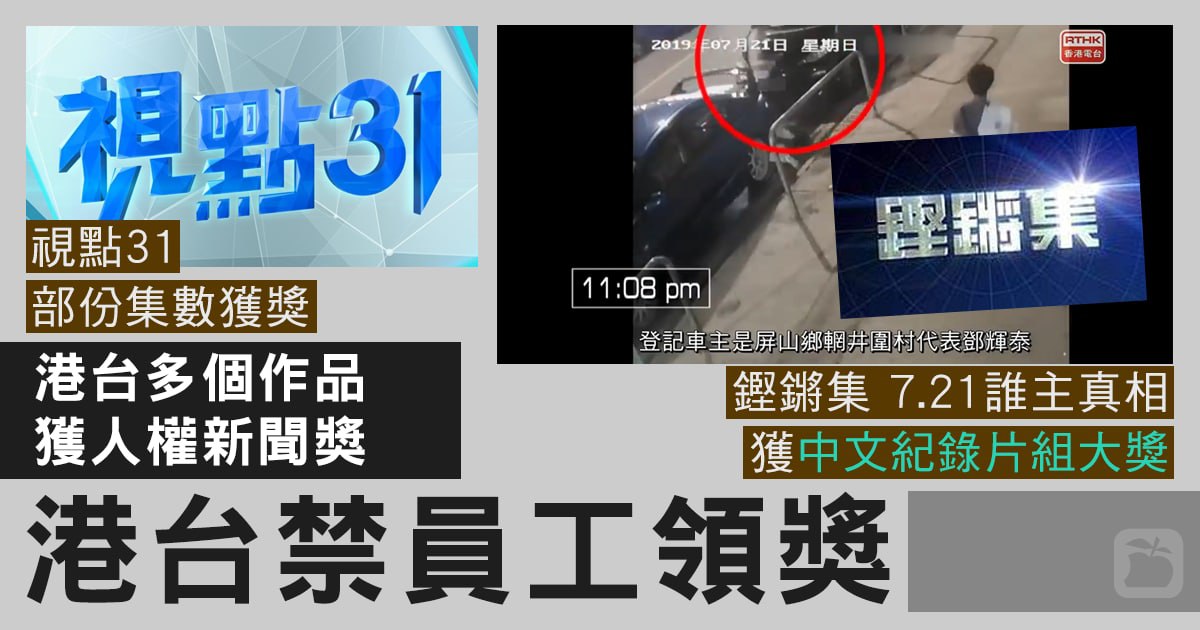 視點31
視點31
部份集數獲獎
港台多個作品
獲人權新聞獎
2019年07月21日 星期日
RTHK
香港電台
鏗鏘集
11:08 pm
登記車主是屏山鄉輞井圍村代表鄧輝泰
鏗鏘集 7.21誰主真相
獲中文紀錄片組大獎
港台禁員工領獎